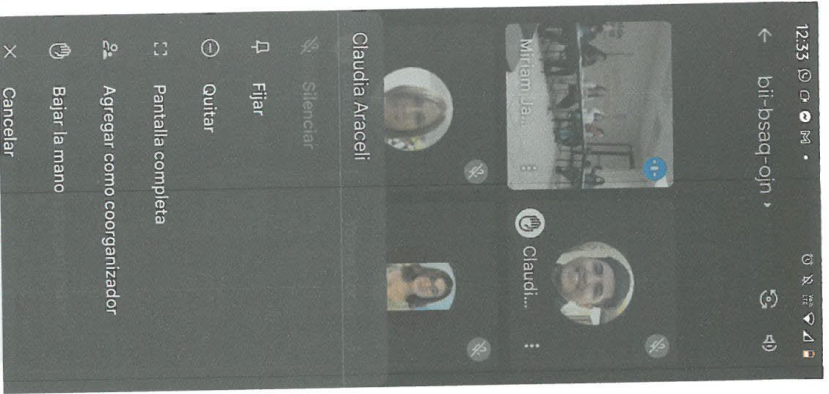 12:33
bii-bsaq-ojn
Miriam Ja...
Claudi...
Claudia Araceli
Silenciar
Fijar
Quitar
Pantalla completa
Agregar como coorganizador
Bajar la mano
Cancelar